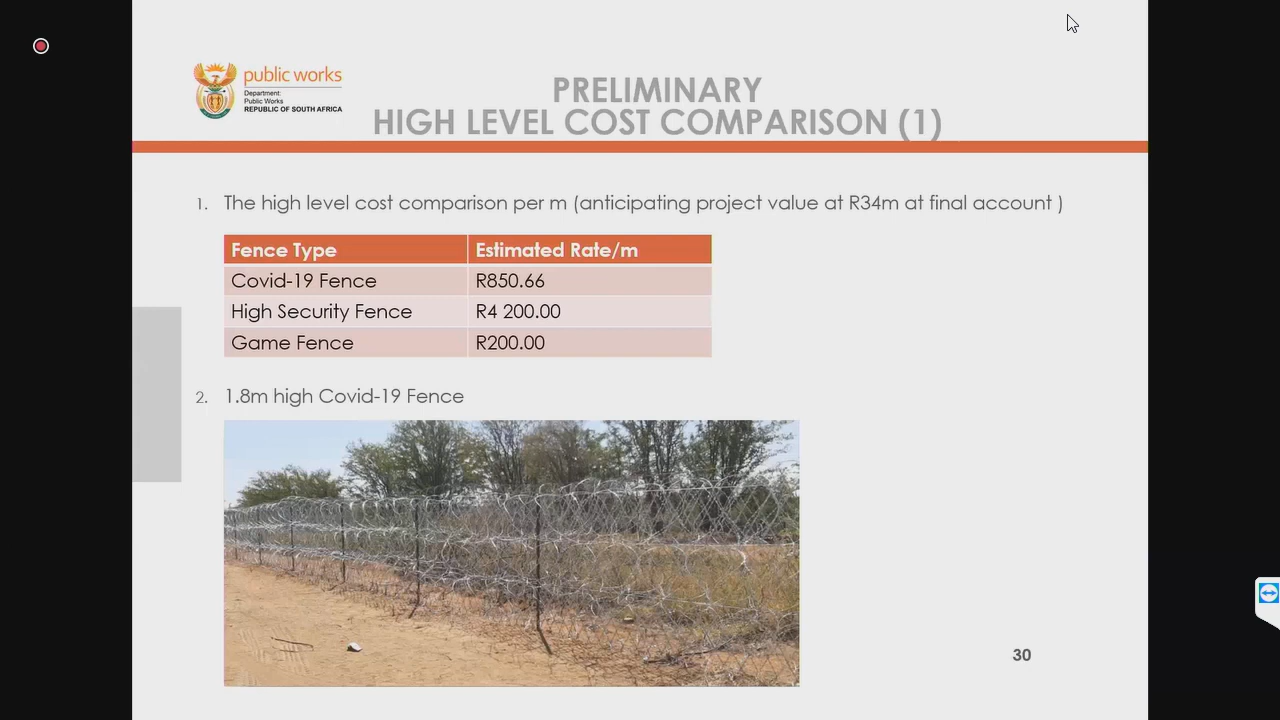 public works
Department:
Public Works
REPUBLIC OF SOUTH AFRICA
PRELIMINARY
HIGH LEVEL COST COMPARISON (1)
1. The high level cost comparison per m (anticipating project value at R34m at final account )
Fence Type Estimated Rate/m
Covid-19 Fence R850.66
High Security Fence R4 200.00
Game Fence R200.00
2. 1.8m high Covid-19 Fence
30